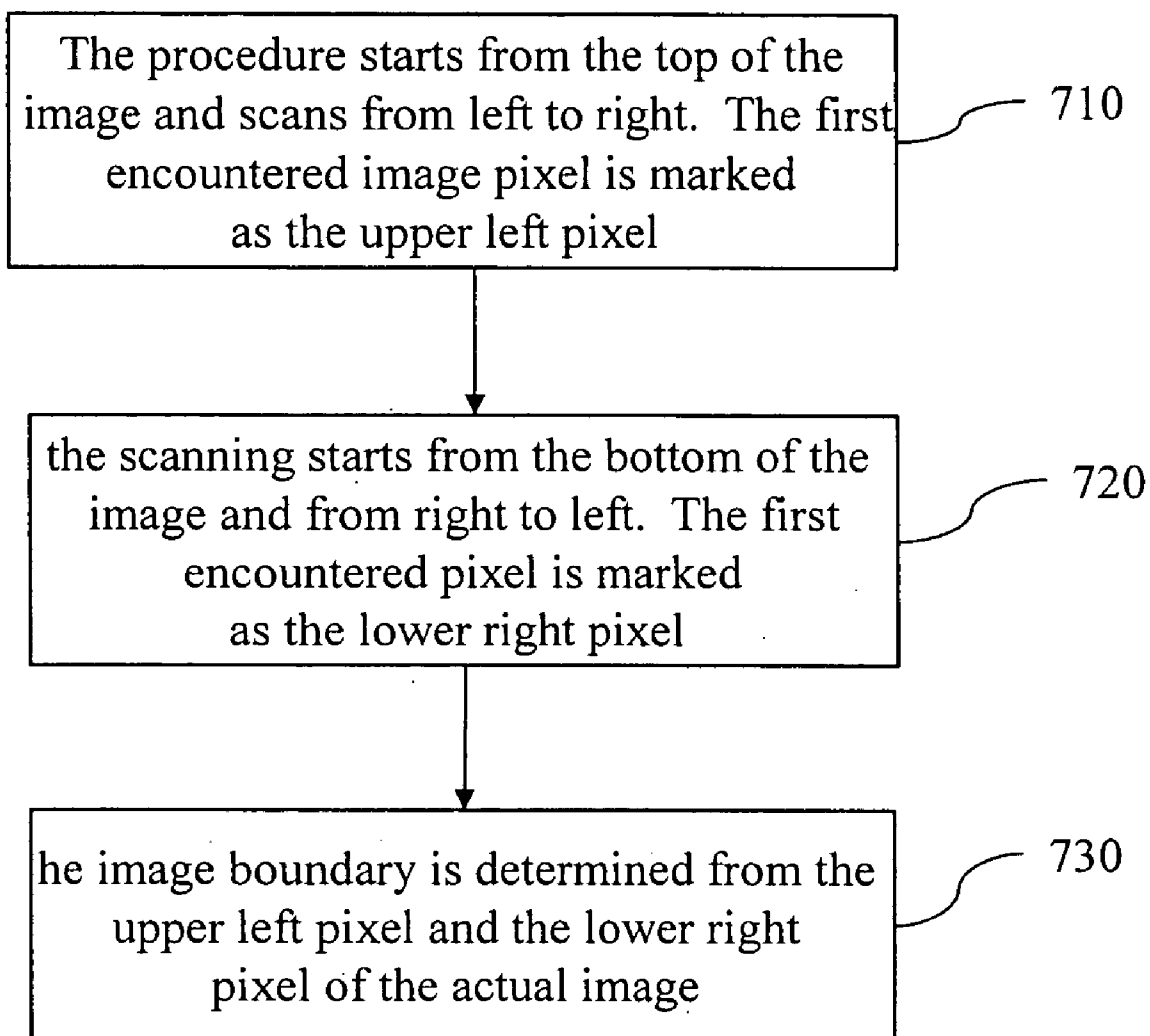 The procedure starts from the top of the
image and scans from left to right. The first
encountered image pixel is marked
as the upper left pixel
710
the scanning starts from the bottom of the
image and from right to left. The first
encountered pixel is marked
as the lower right pixel
720
he image boundary is determined from the
upper left pixel and the lower right
pixel of the actual image
730